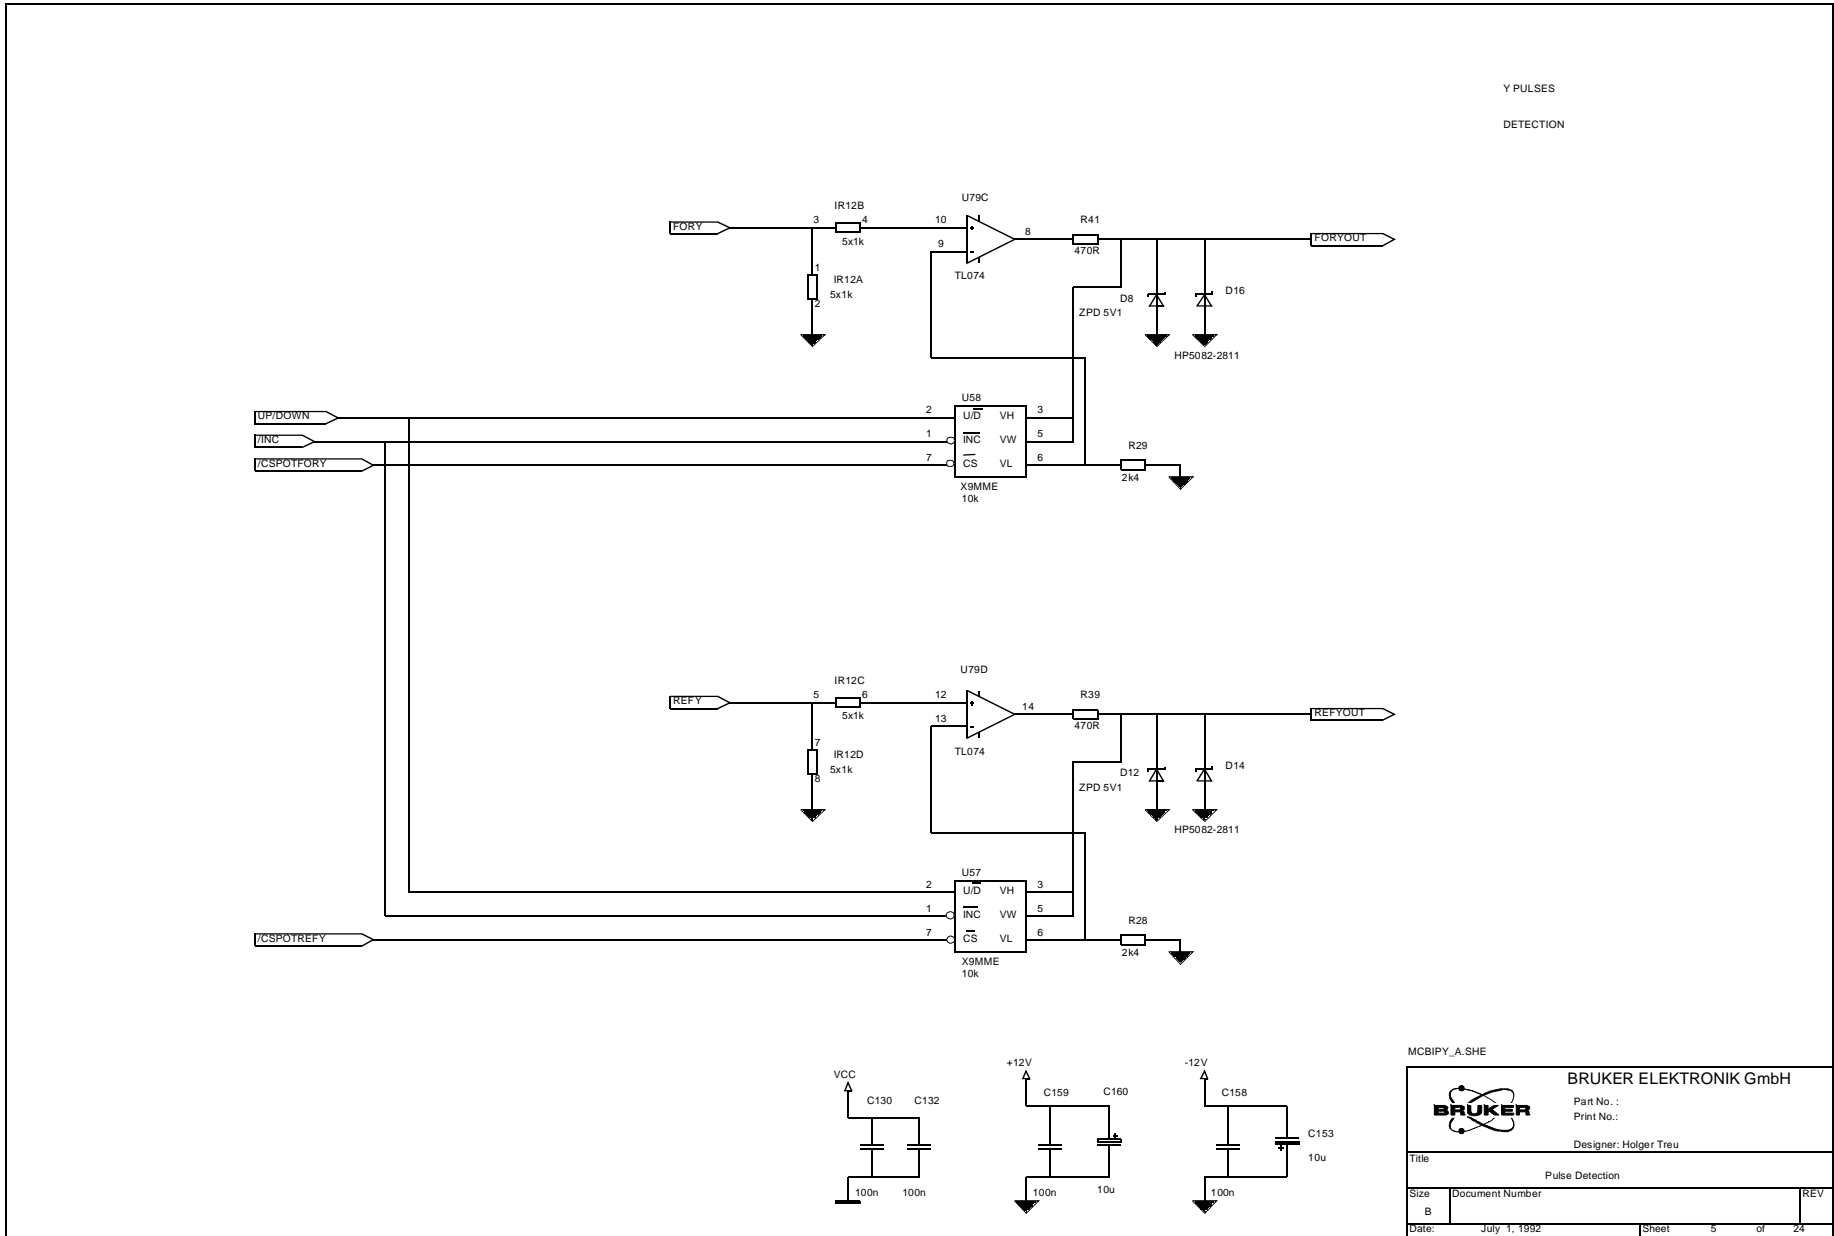 Y PULSES
DETECTION
U79C
IR12B
FORY
3
4
5x1k
10
9
8
TL074
R41
470R
FORYOUT
1
2
IR12A
5x1k
D8
ZPD 5V1
D16
HP5082-2811
UP/DOWN
/INC
/CSPOTFORY
U58
2
1
7
U/D VH
INC VW
CS VL
3
5
6
X9MME
10k
R29
2k4
U79D
IR12C
REFY
5
6
5x1k
12
13
14
TL074
R39
470R
REFYOUT
7
8
IR12D
5x1k
D12
ZPD 5V1
D14
HP5082-2811
/CSPOTREFY
U57
2
1
7
U/D VH
INC VW
CS VL
3
5
6
X9MME
10k
R28
2k4
VCC
C130 C132
100n 100n
+12V
C159 C160
100n 10u
-12V
C158
C153
10u
100n
MCBIPY_A.SHE
BRUKER
BRUKER ELEKTRONIK GmbH
Part No. :
Print No.:
Designer: Holger Treu
Title
Pulse Detection
Size Document Number REV
B
Date: July 1, 1992 Sheet 5 of 24